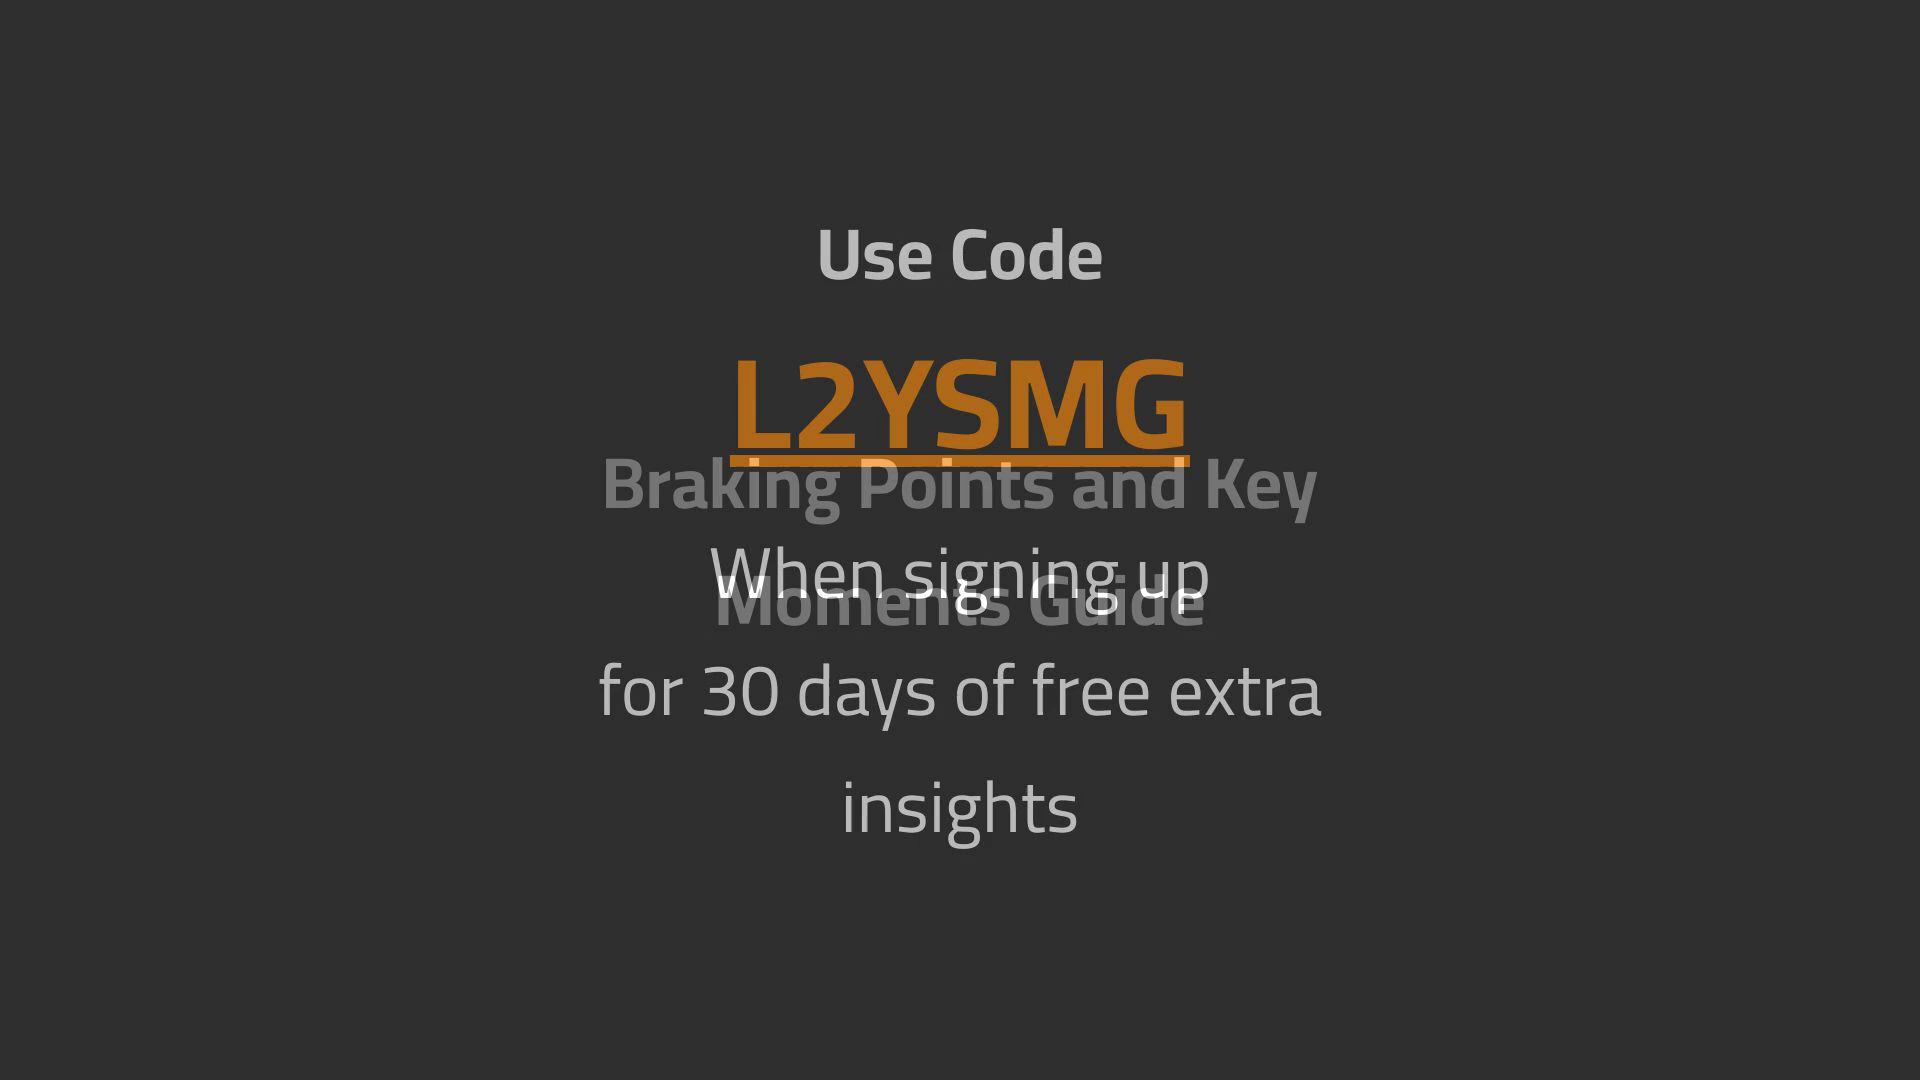 Use Code
L2YSMG
Braking Points and Key
When signing up
Moments Guide
for 30 days of free extra
insights